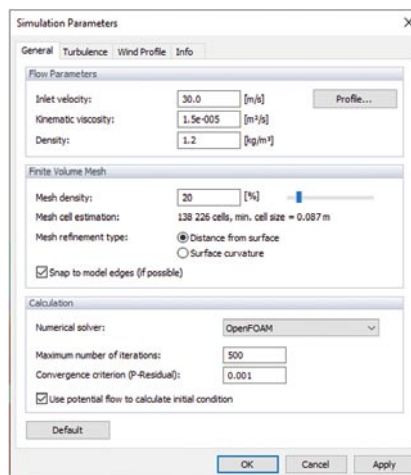 Simulation Parameters
General Turbulence Wind Profile Info
Flow Parameters
Inlet velocity: 30.0 [m/s] Profile...
Kinematic viscosity: 1.5e-005 [m²/s]
Density: 1.2 [kg/m³]
Finite Volume Mesh
Mesh density: 20 [%]
Mesh cell estimation: 138 226 cells, min. cell size = 0.087 m
Mesh refinement type: Distance from surface
Surface curvature
Snap to model edges (if possible)
Calculation
Numerical solver: OpenFOAM
Maximum number of iterations: 500
Convergence criterion (P-Residual): 0.001
Use potential flow to calculate initial condition
Default
OK Cancel Apply